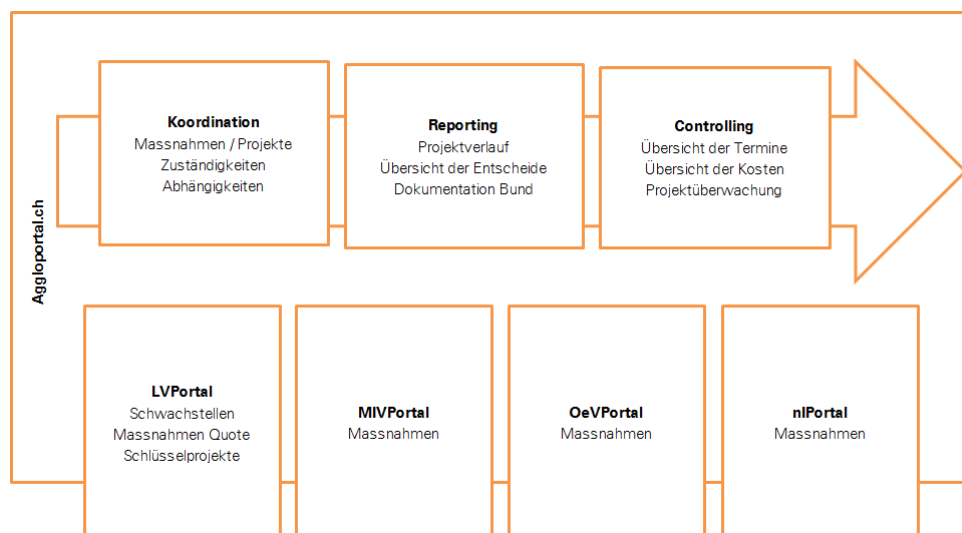 Aggloportal.ch
Koordination
Massnahmen / Projekte
Zuständigkeiten
Abhängigkeiten
Reporting
Projektverlauf
Übersicht der Entscheide
Dokumentation Bund
Controlling
Übersicht der Termine
Übersicht der Kosten
Projektüberwachung
LVPortal
Schwachstellen
Massnahmen Quote
Schlüsselprojekte
MIVPortal
Massnahmen
OeVPortal
Massnahmen
nIPortal
Massnahmen